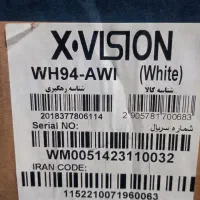 X·VISION
WH94-AWI (White)
شناسه رهگیری شناسه کالا
2018377806114 2905781700683
Serial NO: شماره سریال
WM0051423110032
IRAN CODE:
1152210071960063